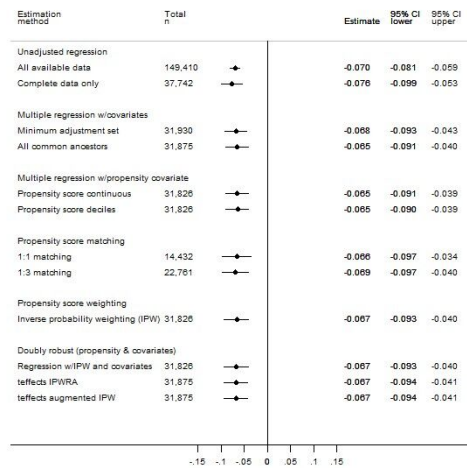 Estimation method Total n Estimate 95% CI lower 95% CI upper
Unadjusted regression
All available data 149,410 -0.070 -0.081 -0.059
Complete data only 37,742 -0.076 -0.099 -0.053
Multiple regression w/covariates
Minimum adjustment set 31,930 -0.068 -0.093 -0.043
All common ancestors 31,875 -0.065 -0.091 -0.040
Multiple regression w/propensity covariate
Propensity score continuous 31,826 -0.065 -0.091 -0.039
Propensity score deciles 31,826 -0.065 -0.090 -0.039
Propensity score matching
1:1 matching 14,432 -0.066 -0.097 -0.034
1:3 matching 22,761 -0.069 -0.097 -0.040
Propensity score weighting
Inverse probability weighting (IPW) 31,826 -0.067 -0.093 -0.040
Doubly robust (propensity & covariates)
Regression w/IPW and covariates 31,826 -0.067 -0.093 -0.040
teffects IPWRA 31,875 -0.067 -0.094 -0.041
teffects augmented IPW 31,875 -0.067 -0.094 -0.041
-.15 -.1 -.05 0 .05 .1 .15